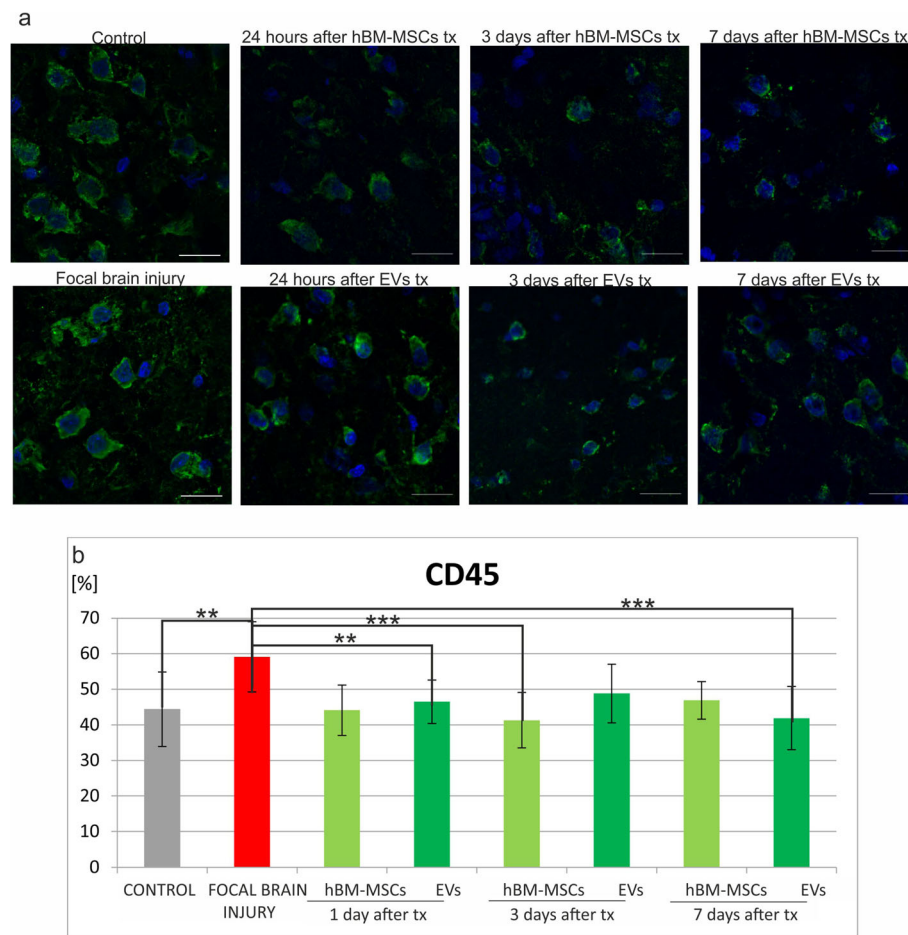 a
Control
24 hours after hBM-MSCs tx
3 days after hBM-MSCs tx
7 days after hBM-MSCs tx
Focal brain injury
24 hours after EVs tx
3 days after EVs tx
7 days after EVs tx
b
[%]
CD45
70
60
50
40
30
20
10
0
**
**
***
***
CONTROL
FOCAL BRAIN
INJURY
hBM-MSCs
EVs
1 day after tx
hBM-MSCs
EVs
3 days after tx
hBM-MSCs
EVs
7 days after tx